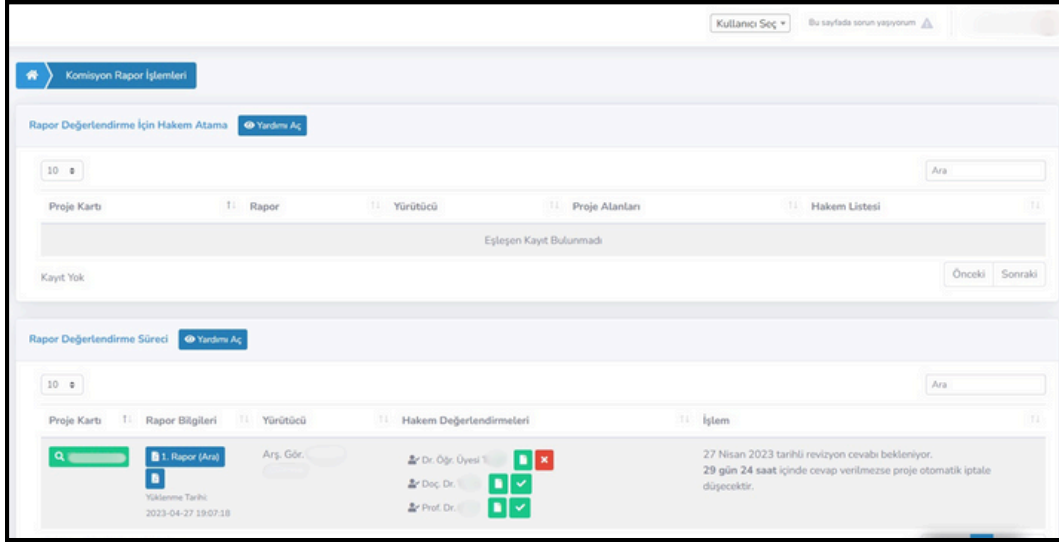 Kullanıcı Seç
Bu sayfada sorun yaşıyorum
Komisyon Rapor İşlemleri
Rapor Değerlendirme İçin Hakem Atama Yardımı Aç
10 Ara
Proje Kartı Rapor Yürütücü Proje Alanları Hakem Listesi
Eşleşen Kayıt Bulunmadı
Kayıt Yok Önceki Sonraki
Rapor Değerlendirme Süreci Yardımı Aç
10 Ara
Proje Kartı Rapor Bilgileri Yürütücü Hakem Değerlendirmeleri İşlem
1. Rapor (Ara)
Yüklenme Tarihi:
2023-04-27 19:07:18
Arş. Gör.
Dr. Öğr. Üyesi
Doç. Dr.
Prof. Dr.
27 Nisan 2023 tarihli revizyon cevabı bekleniyor.
29 gün 24 saat içinde cevap verilmezse proje otomatik iptale
düşecektir.